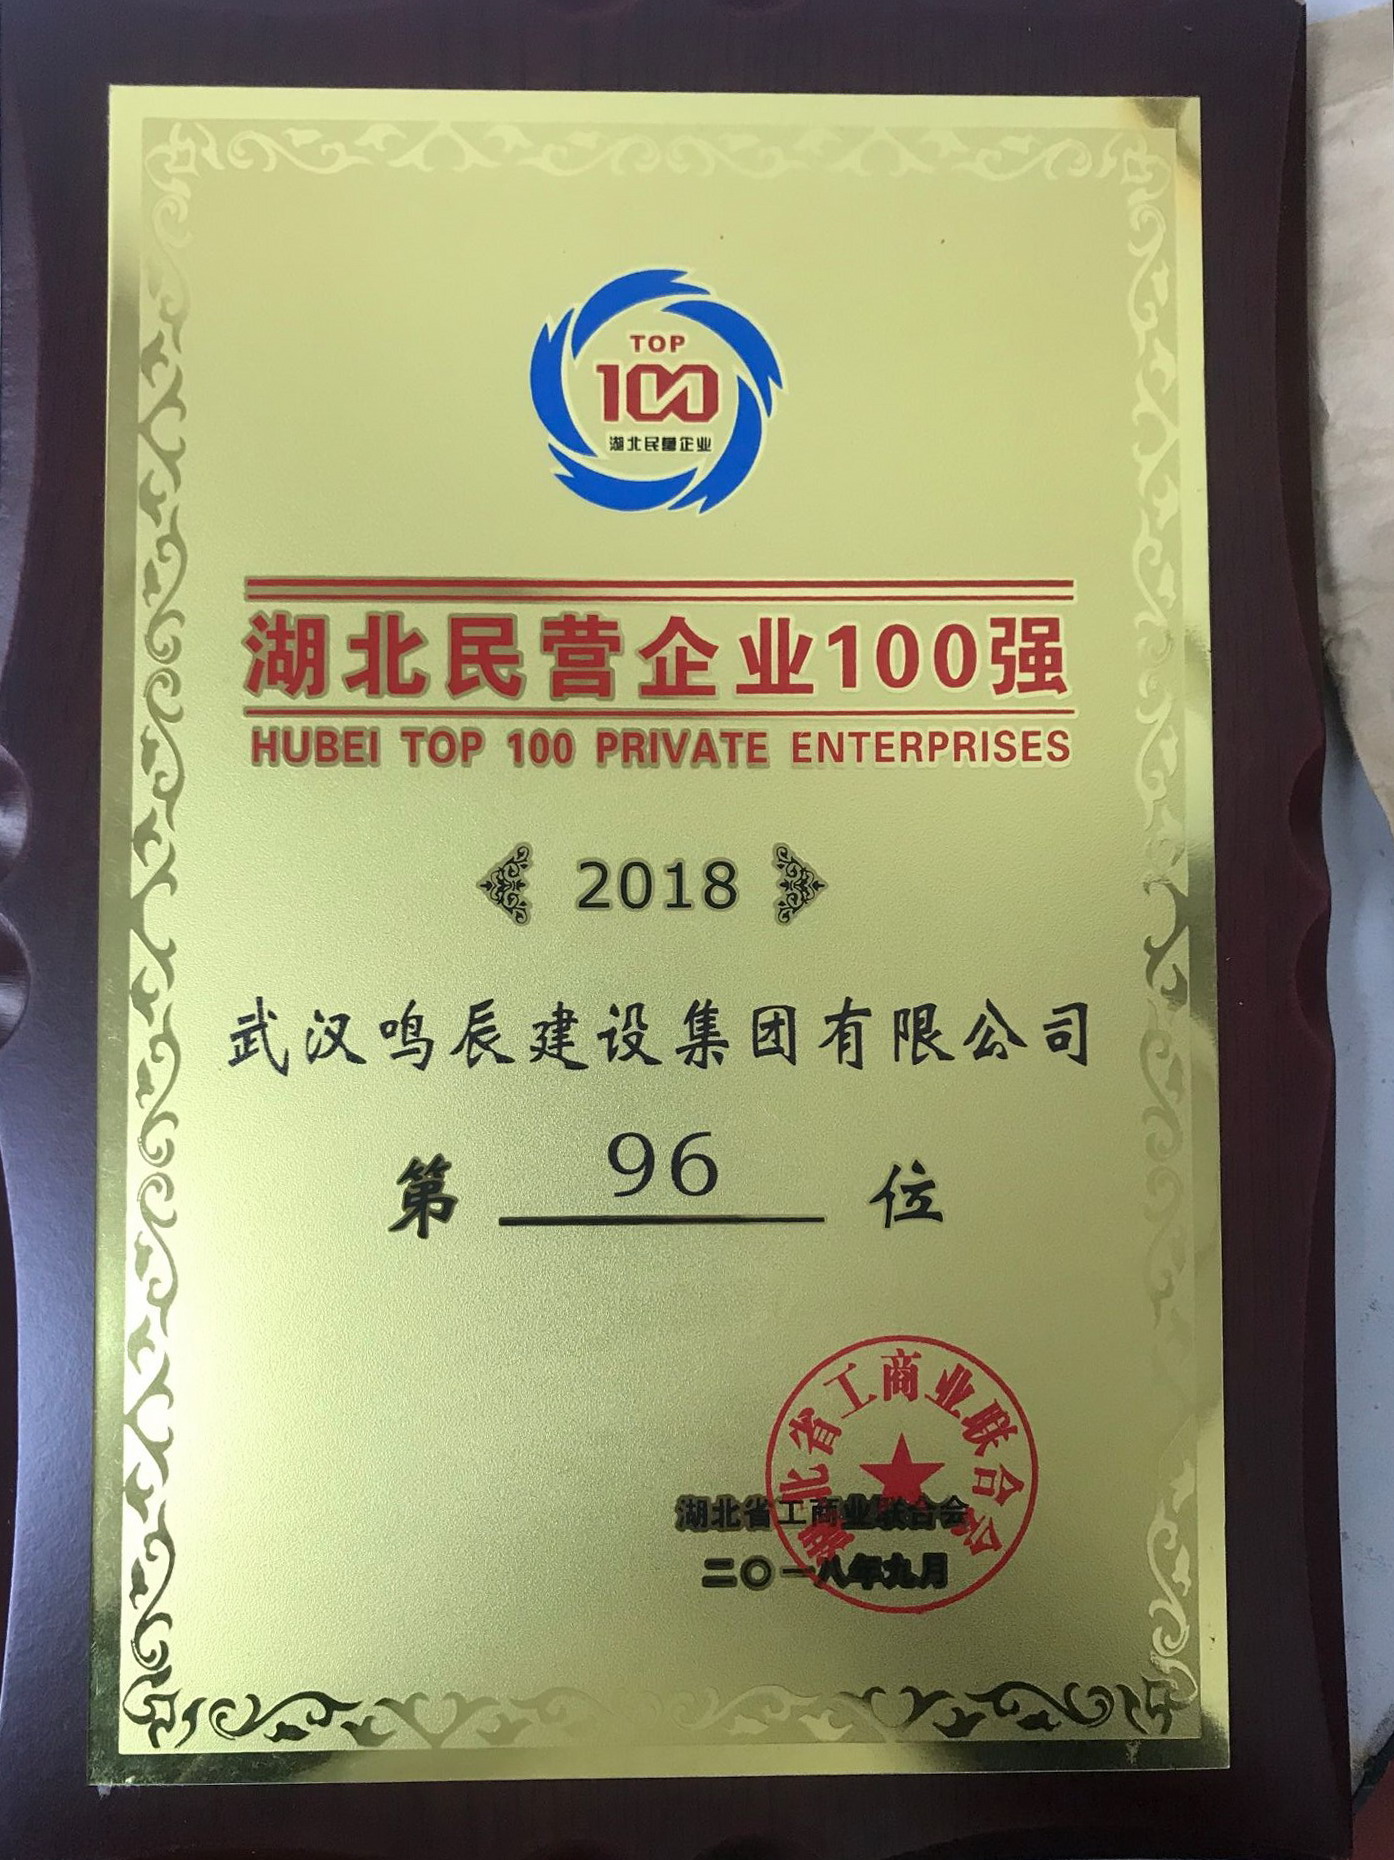 TOP
100
湖北民营企业
湖北民营企业100强
HUBEI TOP 100 PRIVATE ENTERPRISES
2018
武汉鸣辰建设集团有限公司
第 96 位
湖北省工商业联合会
湖北省工商业联合会
二〇一八年九月